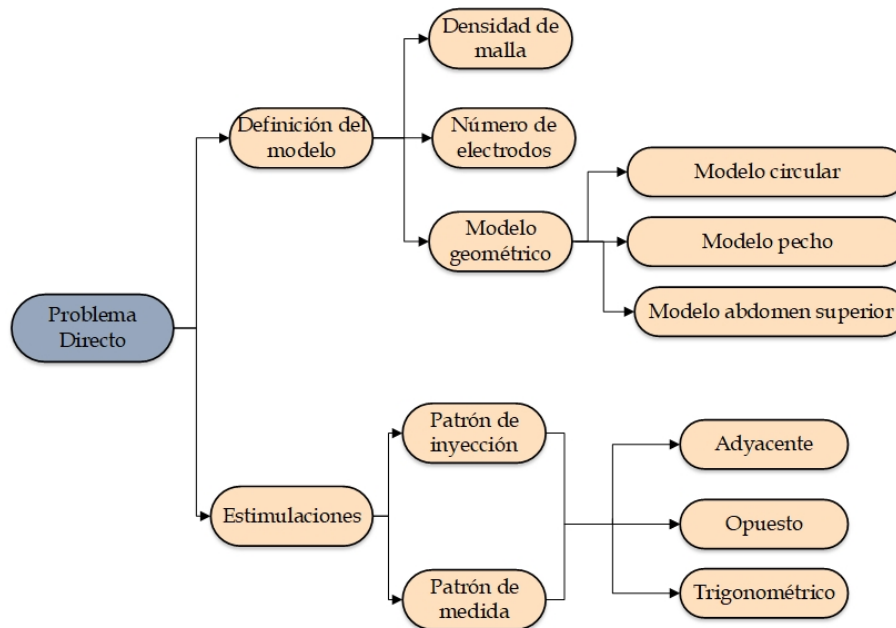 Densidad de
malla
Definición del
modelo
Número de
electrodos
Modelo
geométrico
Modelo circular
Modelo pecho
Modelo abdomen superior
Problema
Directo
Patrón de
inyección
Estimulaciones
Patrón de
medida
Adyacente
Opuesto
Trigonométrico